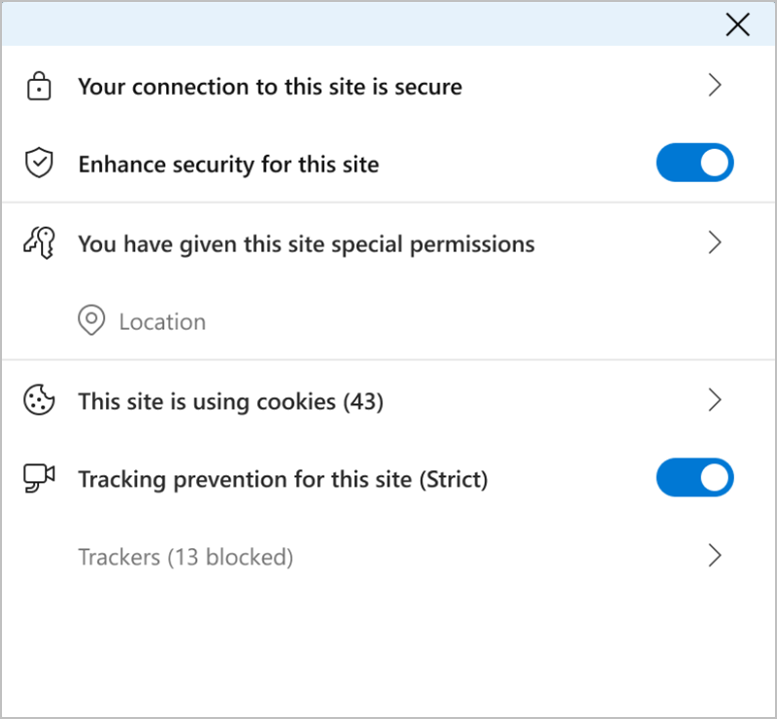 Your connection to this site is secure
Enhance security for this site
You have given this site special permissions
Location
This site is using cookies (43)
Tracking prevention for this site (Strict)
Trackers (13 blocked)